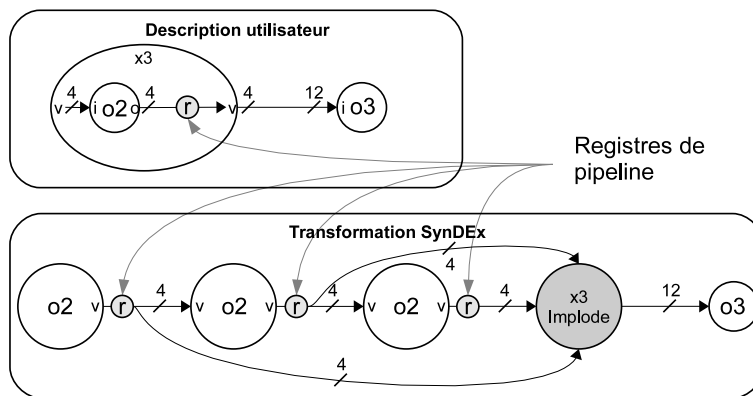 Description utilisateur
x3
v 4 i o2 o 4 r v 4 12 i o3
Registres de
pipeline
Transformation SynDEx
4
o2 v r 4 v o2 v r 4 v o2 v r 4 x3 12 o3
Implode
4